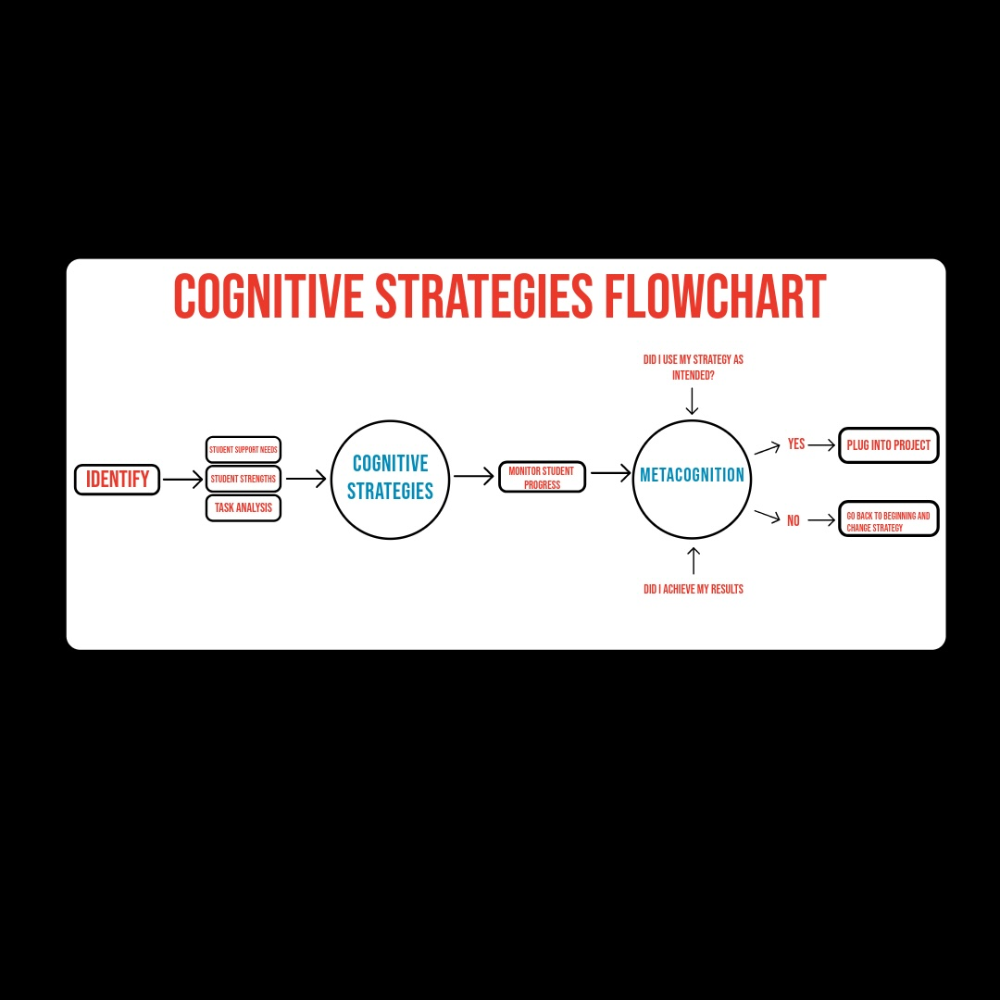 COGNITIVE STRATEGIES FLOWCHART
IDENTIFY
STUDENT SUPPORT NEEDS
STUDENT STRENGTHS
TASK ANALYSIS
COGNITIVE
STRATEGIES
MONITOR STUDENT
PROGRESS
DID I USE MY STRATEGY AS
INTENDED?
METACOGNITION
DID I ACHIEVE MY RESULTS
YES
PLUG INTO PROJECT
NO
GO BACK TO BEGINNING AND
CHANGE STRATEGY